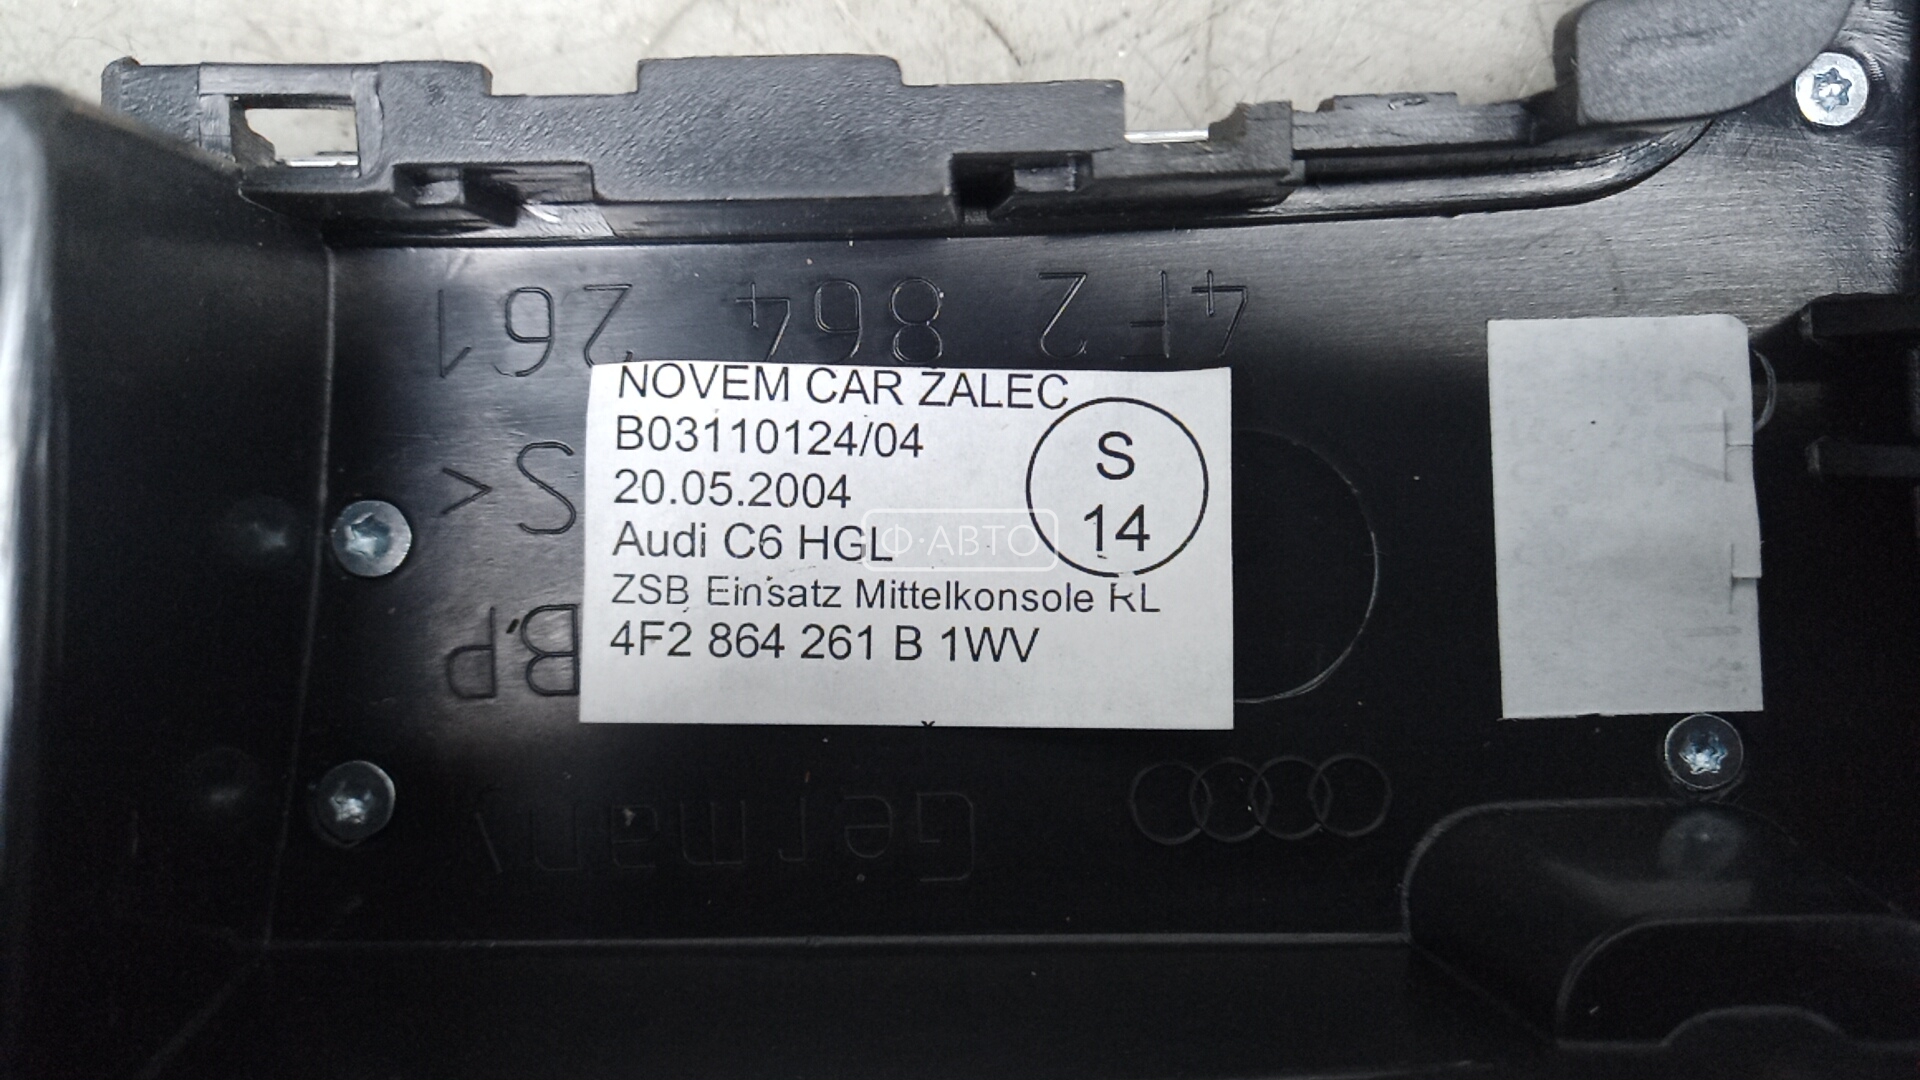 4F2 864 261
NOVEM CAR ŽALEC
B03110124/04
20.05.2004
Audi C6 HGL
ZSB Einsatz Mittelkonsole RL
4F2 864 261 B 1WV
S
14
Ф·АВТО
S<
B.P
Germany